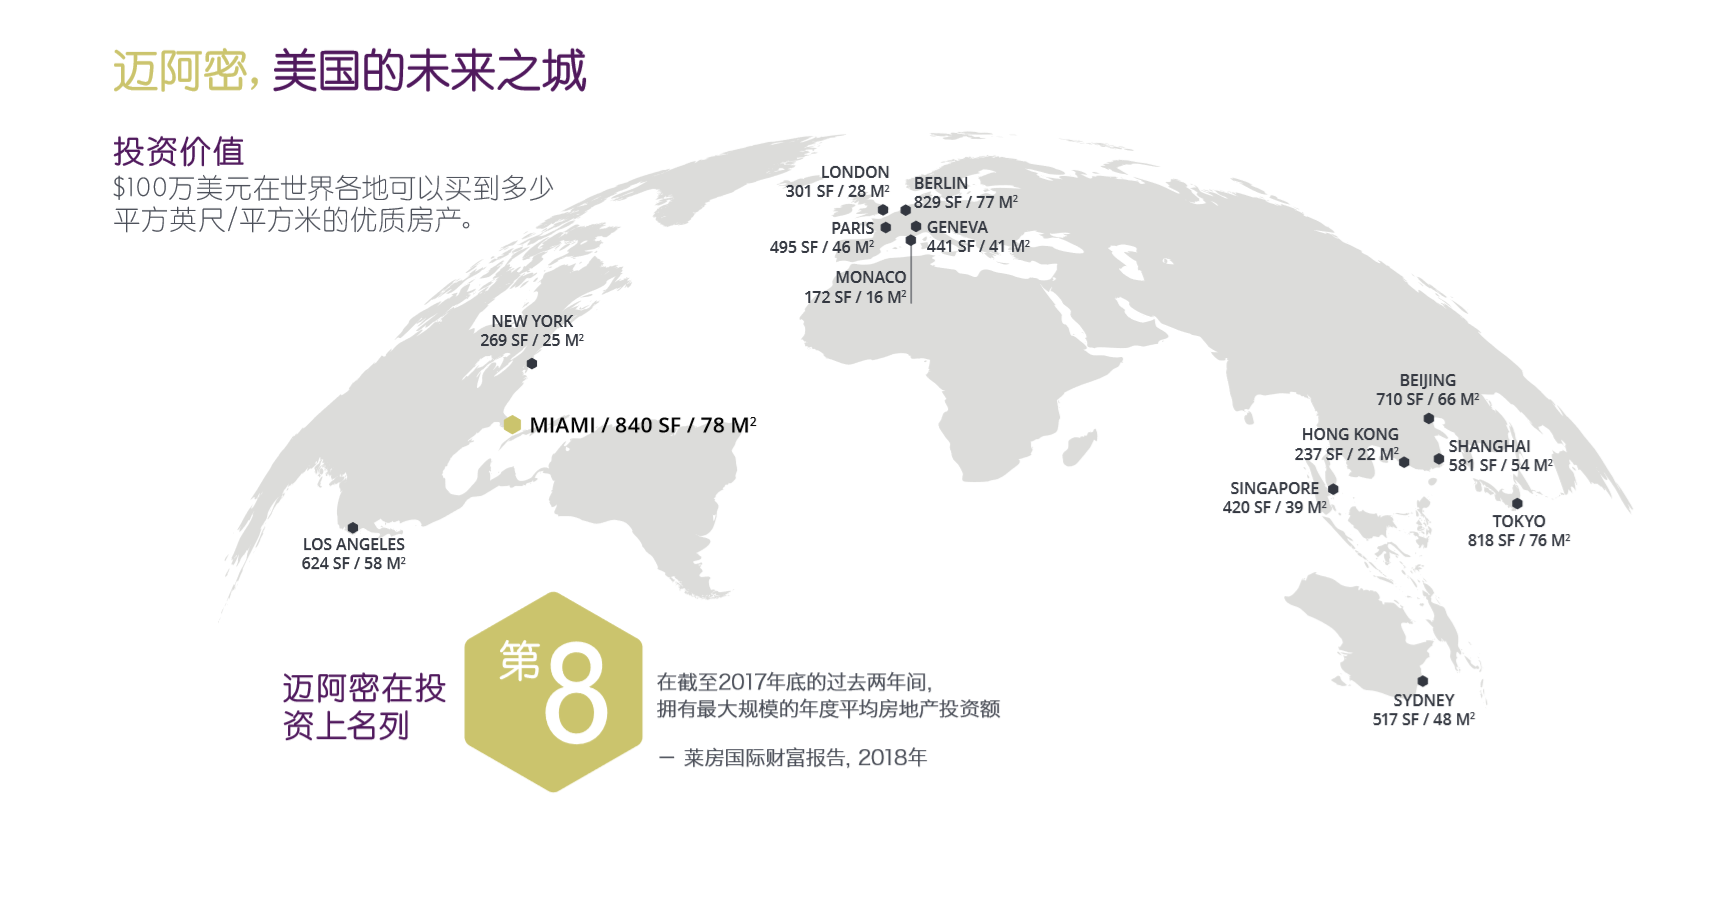 迈阿密，美国的未来之城
投资价值
$100万美元在世界各地可以买到多少
平方英尺/平方米的优质房产。
LONDON
301 SF / 28 M²
BERLIN
829 SF / 77 M²
PARIS
495 SF / 46 M²
GENEVA
441 SF / 41 M²
MONACO
172 SF / 16 M²
NEW YORK
269 SF / 25 M²
MIAMI / 840 SF / 78 M²
LOS ANGELES
624 SF / 58 M²
BEIJING
710 SF / 66 M²
HONG KONG
237 SF / 22 M²
SHANGHAI
581 SF / 54 M²
SINGAPORE
420 SF / 39 M²
TOKYO
818 SF / 76 M²
SYDNEY
517 SF / 48 M²
迈阿密在投
资上名列
第8
在截至2017年底的过去两年间,
拥有最大规模的年度平均房地产投资额
— 莱房国际财富报告, 2018年